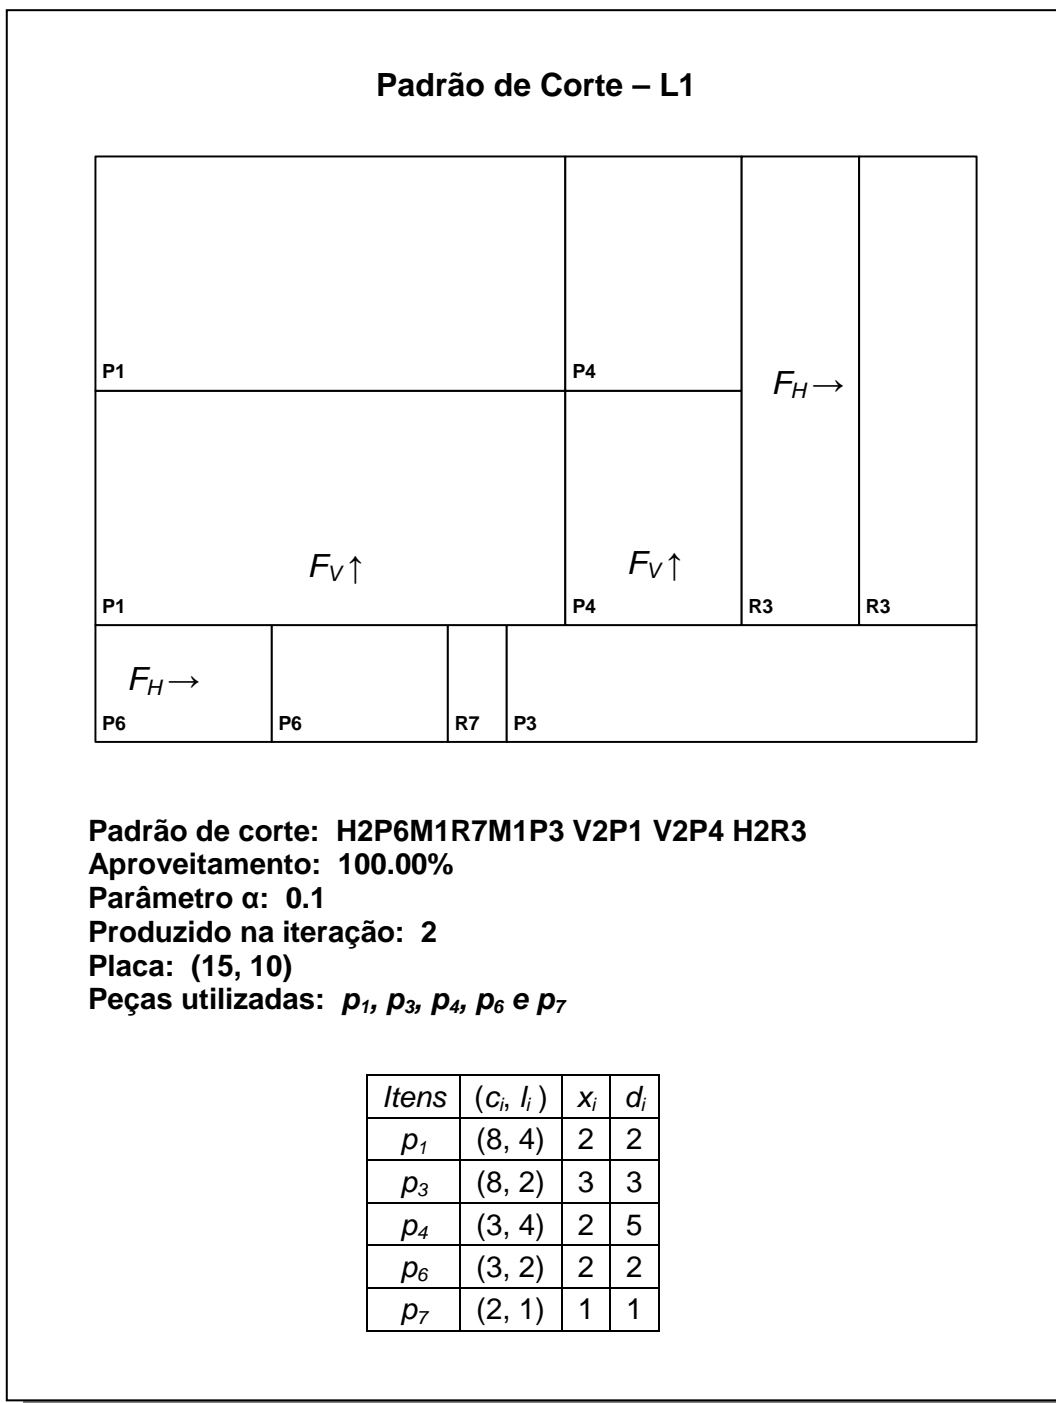 Padrão de Corte – L1
P1 P4 F_H→
F_V↑ F_V↑
P1 P4 R3 R3
F_H→
P6 P6 R7 P3
Padrão de corte: H2P6M1R7M1P3 V2P1 V2P4 H2R3
Aproveitamento: 100.00%
Parâmetro α: 0.1
Produzido na iteração: 2
Placa: (15, 10)
Peças utilizadas: p₁, p₃, p₄, p₆ e p₇
Itens (cᵢ, lᵢ) xᵢ dᵢ
p₁ (8, 4) 2 2
p₃ (8, 2) 3 3
p₄ (3, 4) 2 5
p₆ (3, 2) 2 2
p₇ (2, 1) 1 1